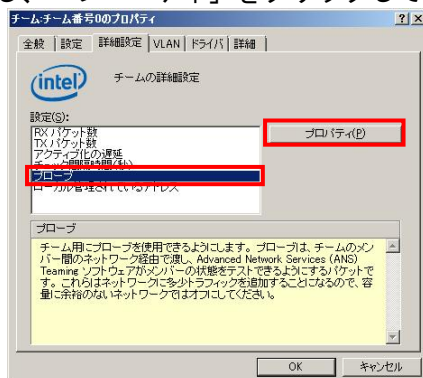 チーム:チーム番号0のプロパティ
全般 設定 詳細設定 VLAN ドライバ 詳細
intel チームの詳細設定
設定(S):
RX パケット数
TX パケット数
アクティブ化の遅延
チェック間隔時間(秒)
プローブ
ローカル管理されているアドレス
プロパティ(P)
プローブ
チーム用にプローブを使用できるようにします。プローブは、チームのメン
バー間のネットワーク経由で渡し、Advanced Network Services (ANS)
Teaming ソフトウェアがメンバーの状態をテストできるようにするパケットで
す。これらはネットワークに多少トラフィックを追加することになるので、容
量に余裕のないネットワークではオフにしてください。
OK キャンセル